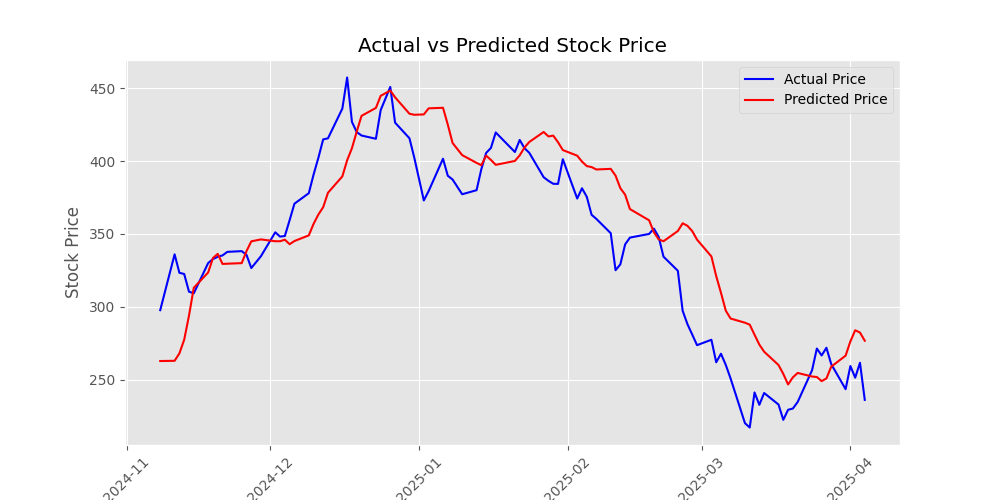 Actual vs Predicted Stock Price
Actual Price
Predicted Price
Stock Price
450
400
350
300
250
2024-11
2024-12
2025-01
2025-02
2025-03
2025-04